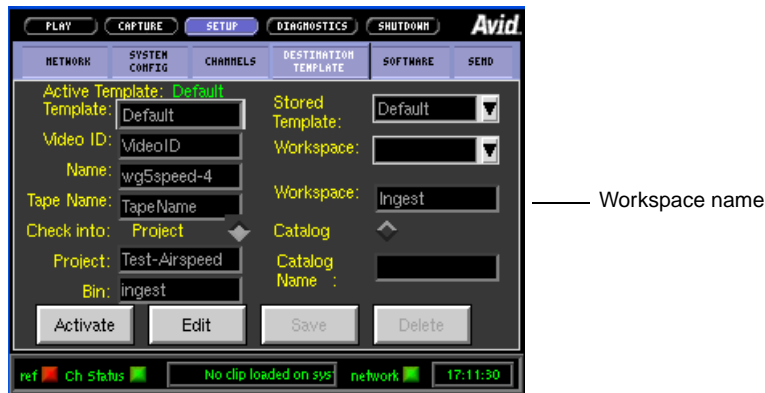 PLAY CAPTURE SETUP DIAGNOSTICS SHUTDOWN Avid
NETWORK SYSTEM CONFIG CHANNELS DESTINATION TEMPLATE SOFTWARE SEND
Active Template: Default
Template: Default Stored Template: Default
Video ID: VideoID Workspace:
Name: wg5speed-4
Tape Name: TapeName Workspace: Ingest
Workspace name
Check into: Project Catalog
Project: Test-Airspeed Catalog Name :
Bin: ingest
Activate Edit Save Delete
ref Ch Status No clip loaded on sys network 17:11:30